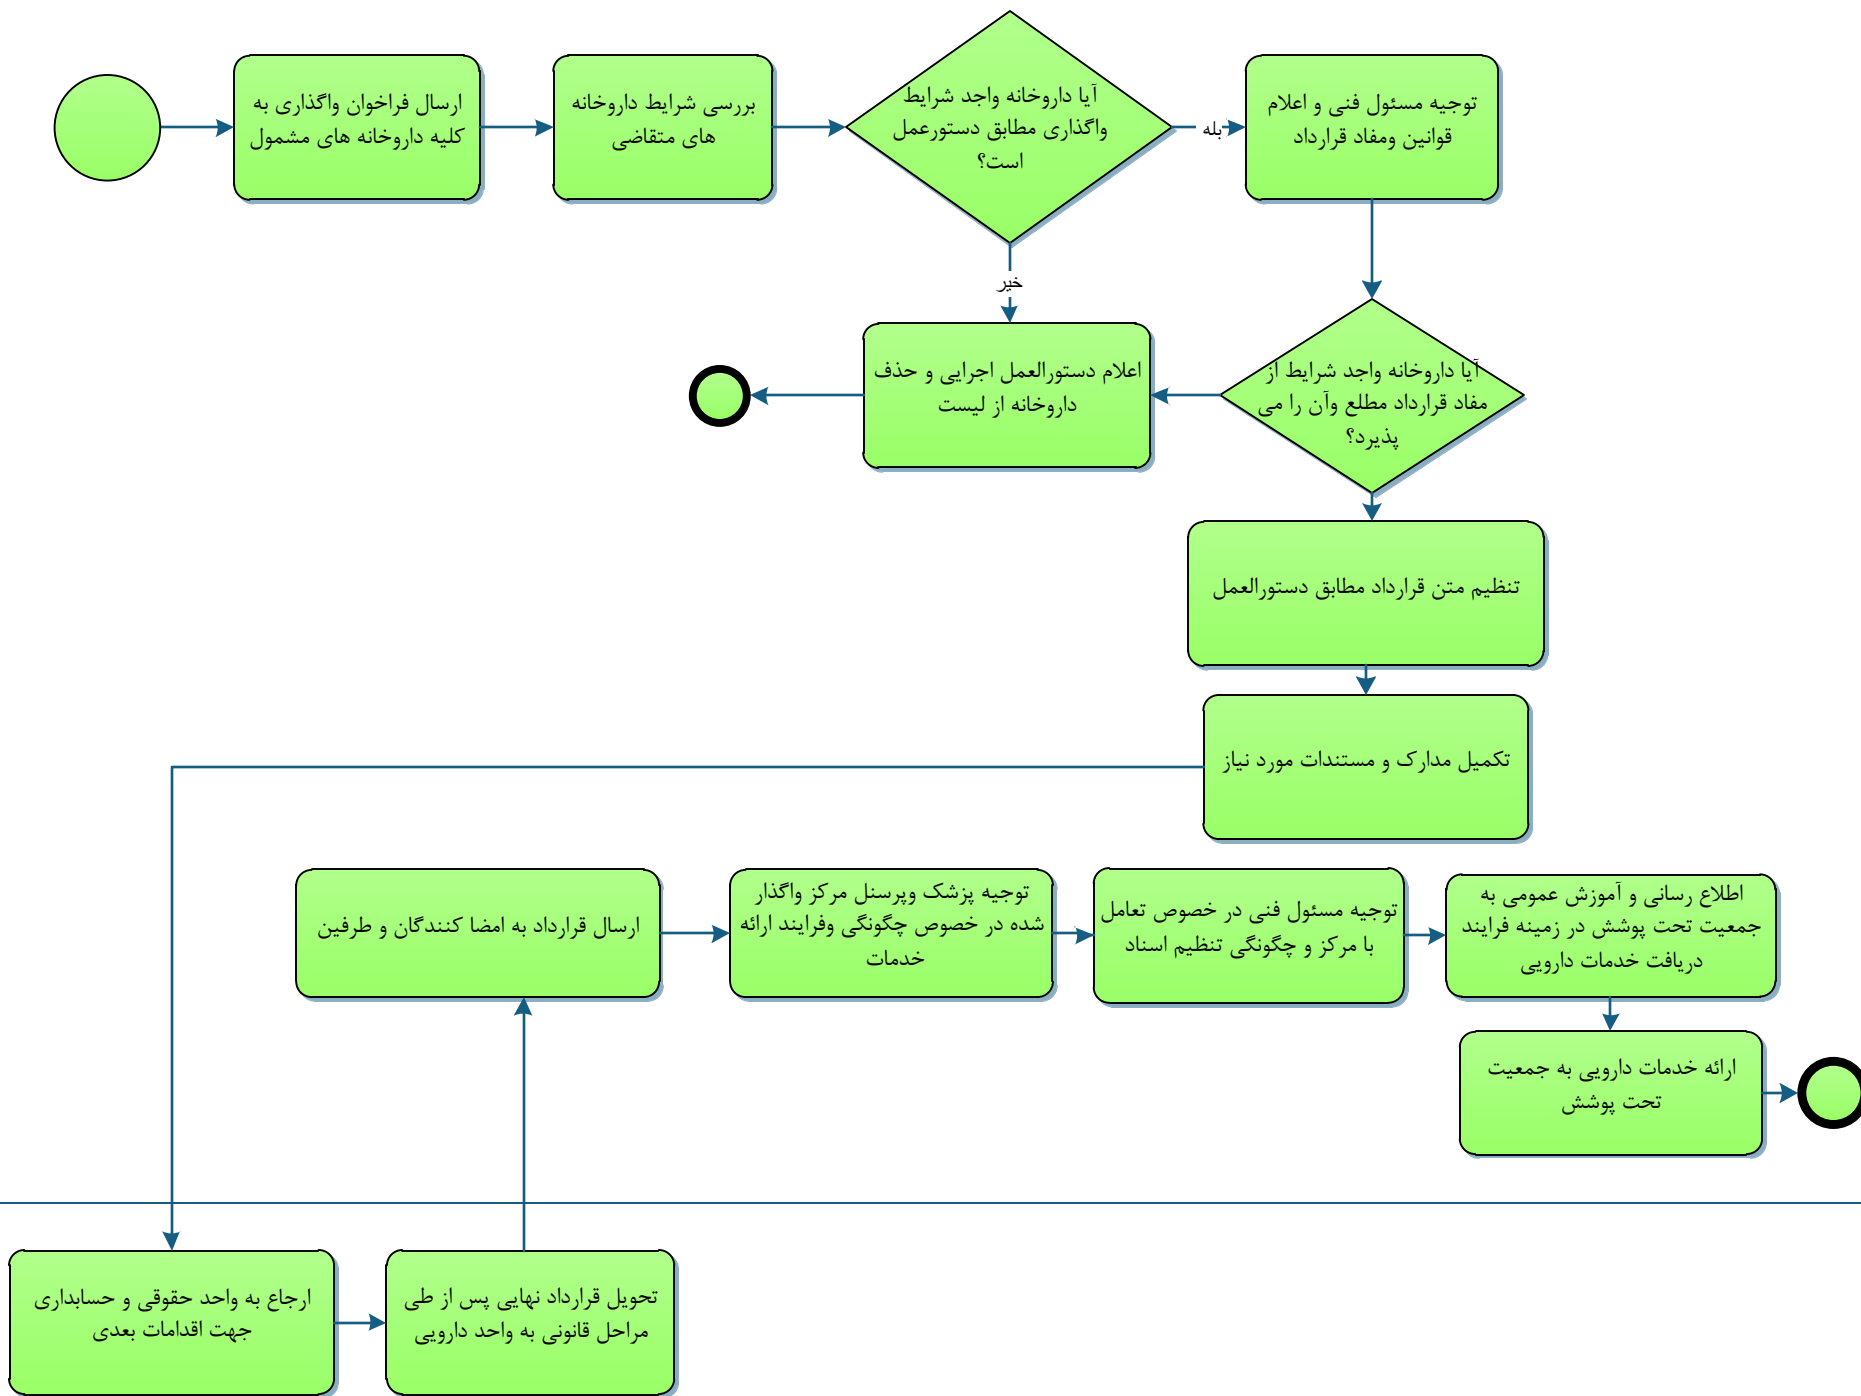 ارسال فراخوان واگذاری به
کلیه داروخانه های مشمول
بررسی شرایط داروخانه
های متقاضی
آیا داروخانه واجد شرایط
واگذاری مطابق دستورعمل
است؟
بله
توجیه مسئول فنی و اعلام
قوانین ومفاد قرارداد
خیر
اعلام دستورالعمل اجرایی و حذف
داروخانه از لیست
آیا داروخانه واجد شرایط از
مفاد قرارداد مطلع وآن را می
پذیرد؟
تنظیم متن قرارداد مطابق دستورالعمل
تکمیل مدارک و مستندات مورد نیاز
ارسال قرارداد به امضا کنندگان و طرفین
توجیه پزشک وپرسنل مرکز واگذار
شده در خصوص چگونگی وفرایند ارائه
خدمات
توجیه مسئول فنی در خصوص تعامل
با مرکز و چگونگی تنظیم اسناد
اطلاع رسانی و آموزش عمومی به
جمعیت تحت پوشش در زمینه فرایند
دریافت خدمات دارویی
ارائه خدمات دارویی به جمعیت
تحت پوشش
ارجاع به واحد حقوقی و حسابداری
جهت اقدامات بعدی
تحویل قرارداد نهایی پس از طی
مراحل قانونی به واحد دارویی